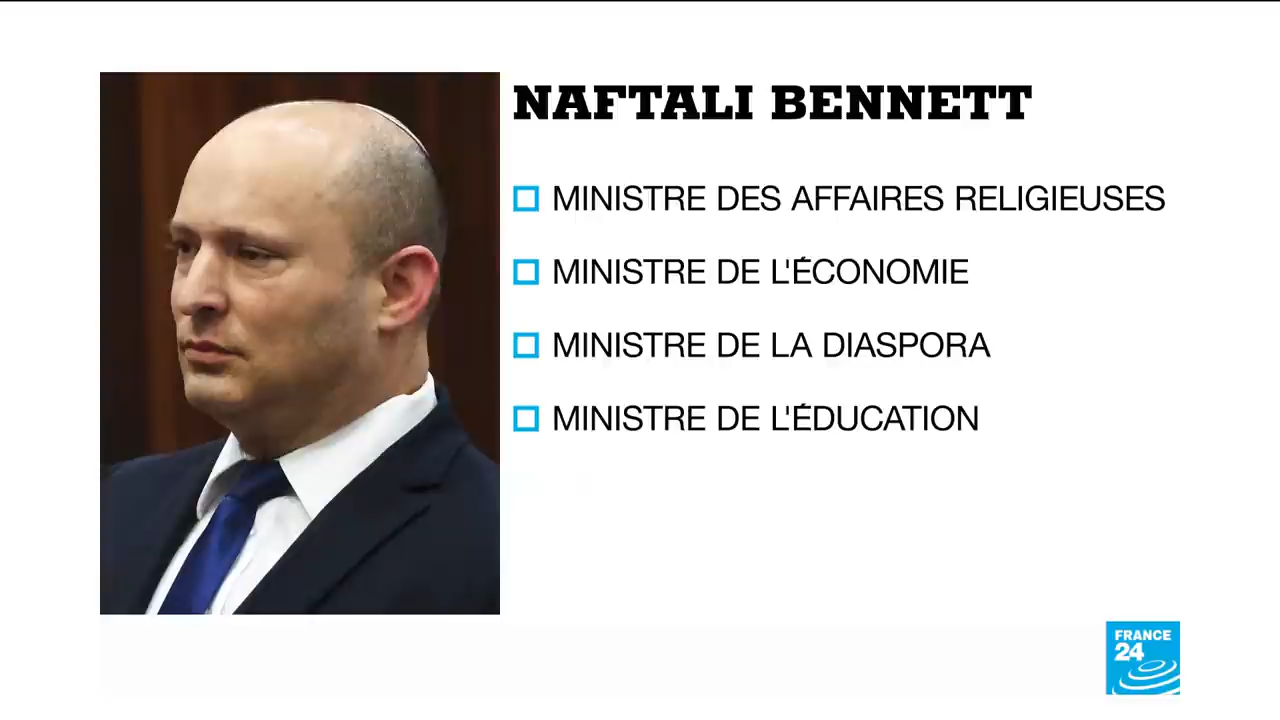 NAFTALI BENNETT
MINISTRE DES AFFAIRES RELIGIEUSES
MINISTRE DE L'ÉCONOMIE
MINISTRE DE LA DIASPORA
MINISTRE DE L'ÉDUCATION
FRANCE
24